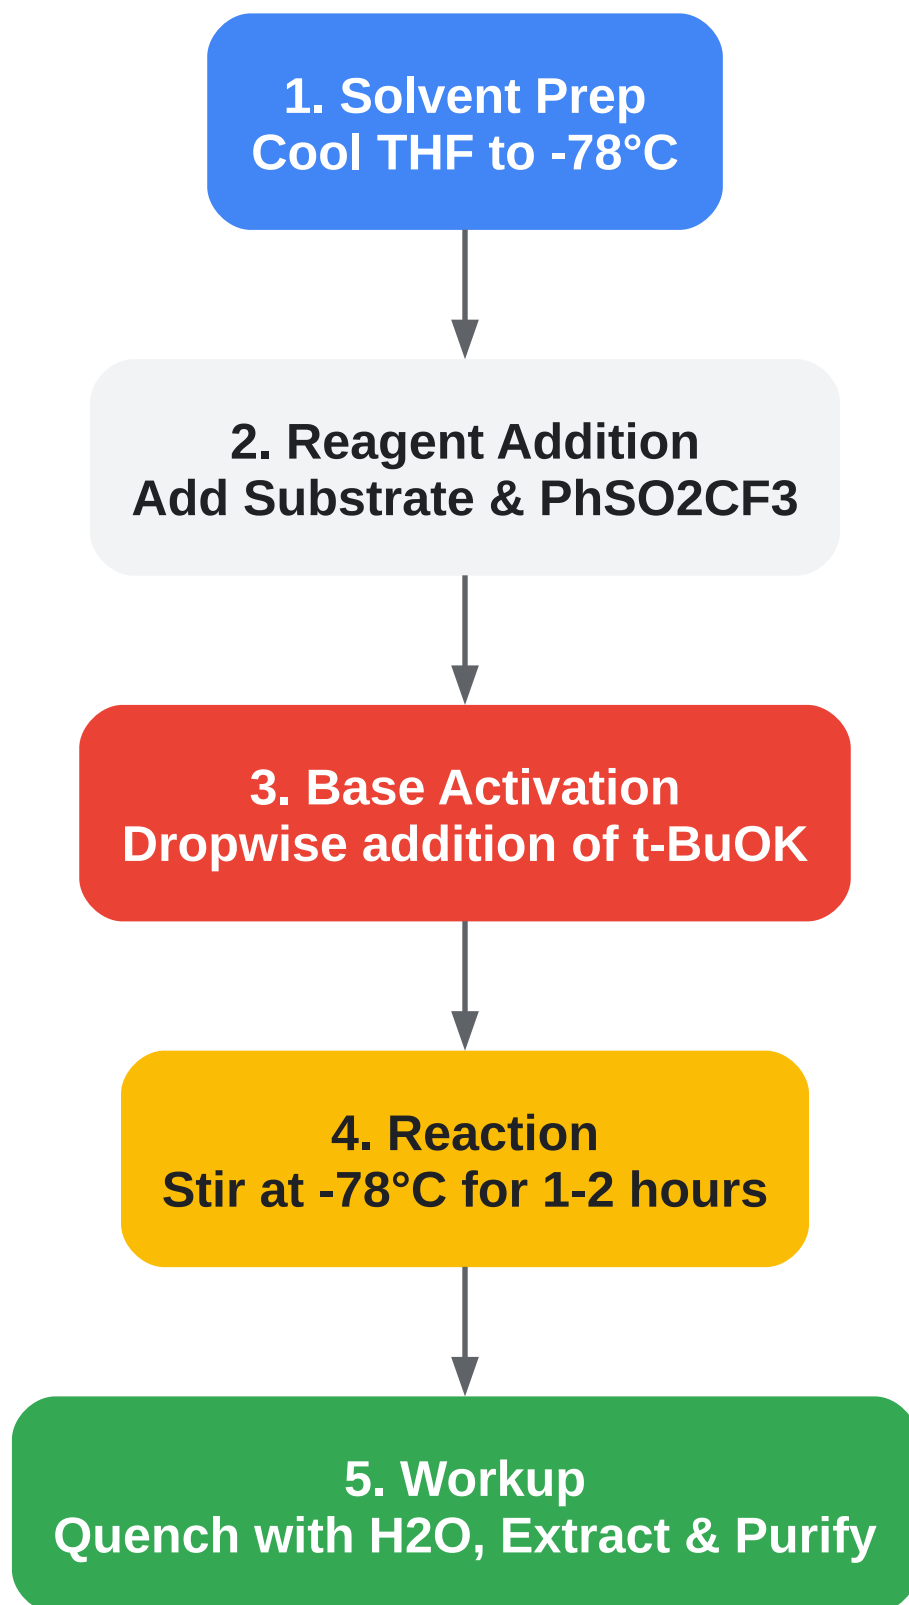 1. Solvent Prep
Cool THF to -78°C
2. Reagent Addition
Add Substrate & PhSO2CF3
3. Base Activation
Dropwise addition of t-BuOK
4. Reaction
Stir at -78°C for 1-2 hours
5. Workup
Quench with H2O, Extract & Purify